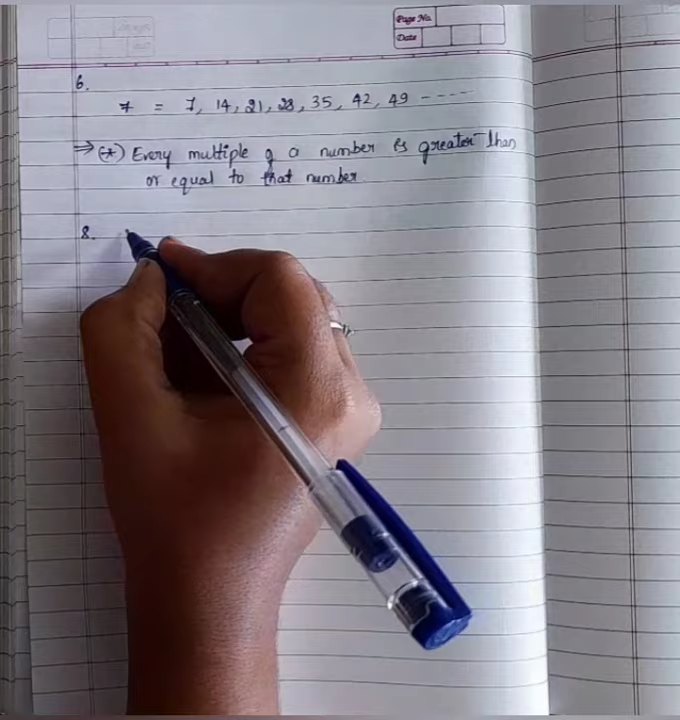 Page No.
Date
6.
7 = 7, 14, 21, 28, 35, 42, 49 -----
⇒ (*) Every multiple of a number is greater than
or equal to that number
8.